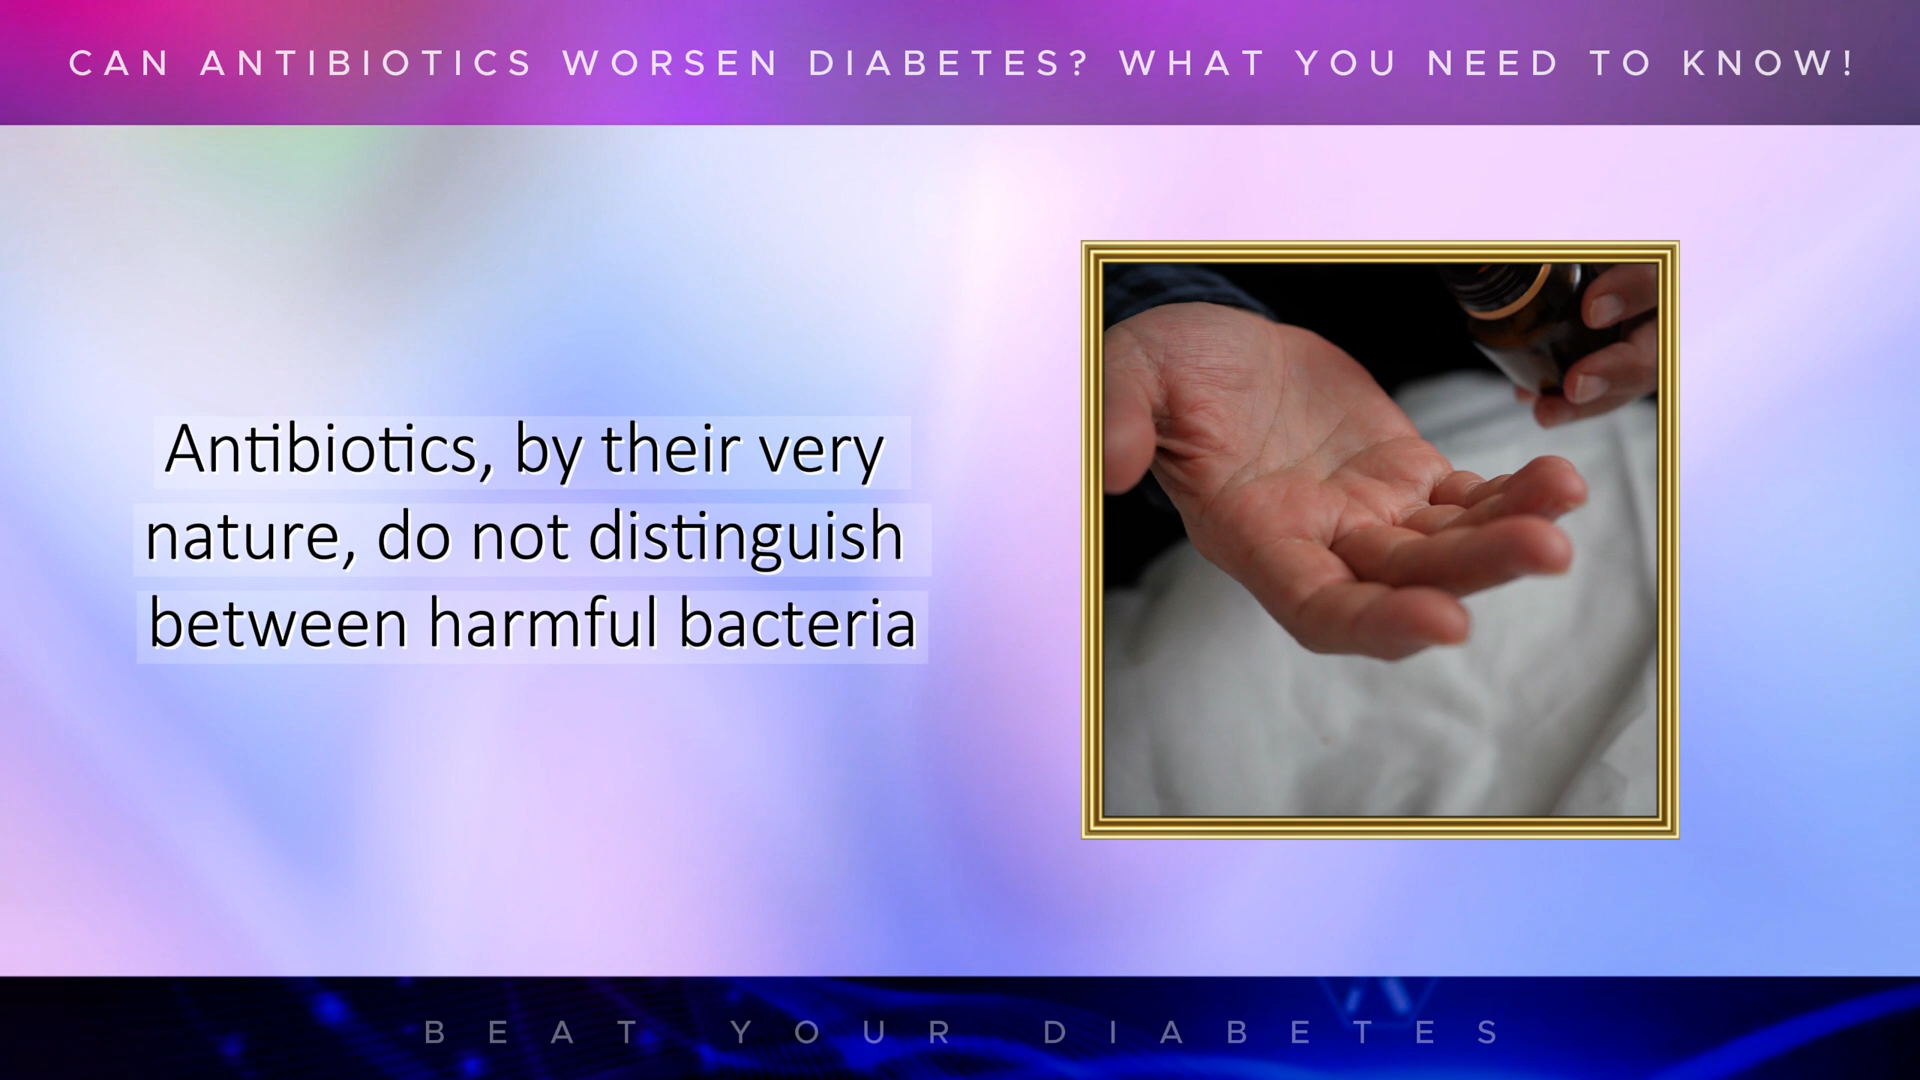 CAN ANTIBIOTICS WORSEN DIABETES? WHAT YOU NEED TO KNOW!
Antibiotics, by their very
nature, do not distinguish
between harmful bacteria
BEAT YOUR DIABETES